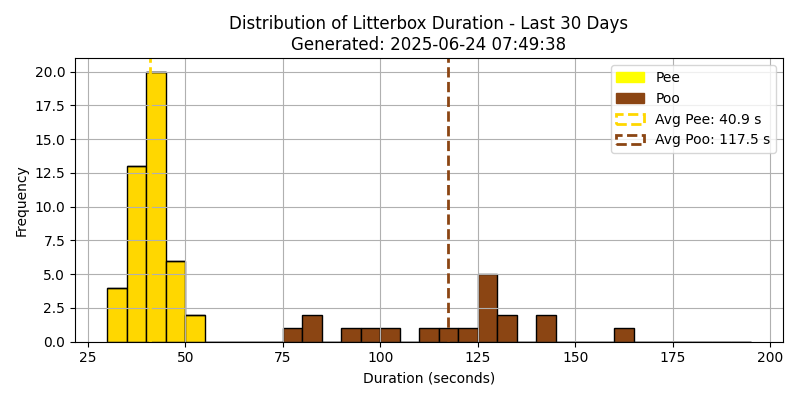 Distribution of Litterbox Duration - Last 30 Days
Generated: 2025-06-24 07:49:38
20.0
17.5
15.0
12.5
10.0
7.5
5.0
2.5
0.0
Frequency
Pee
Poo
Avg Pee: 40.9 s
Avg Poo: 117.5 s
25
50
75
100
125
150
175
200
Duration (seconds)